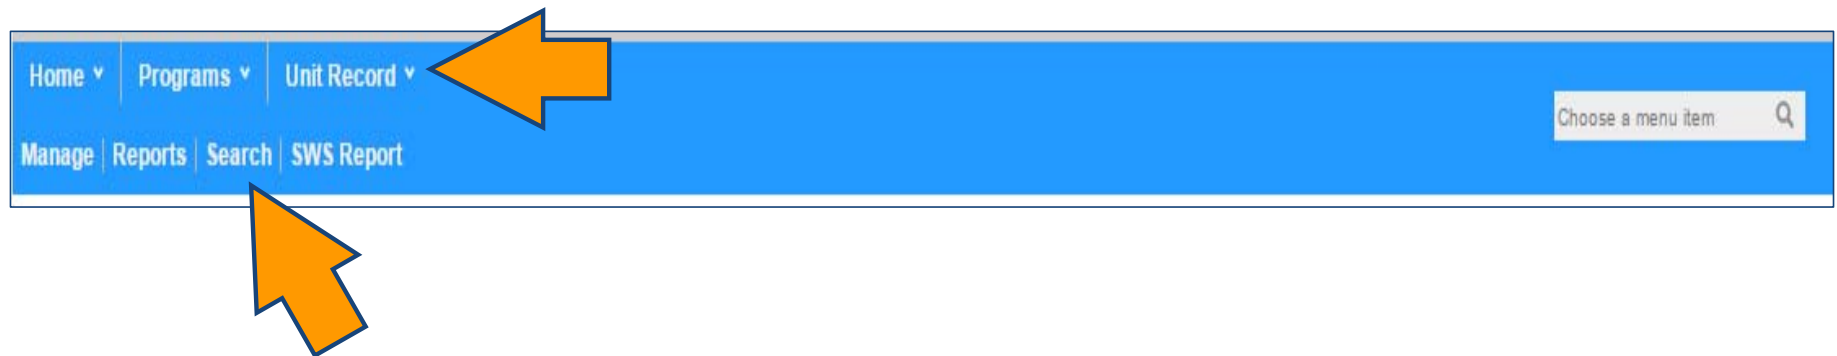 Home Programs Unit Record
Choose a menu item
Manage Reports Search SWS Report